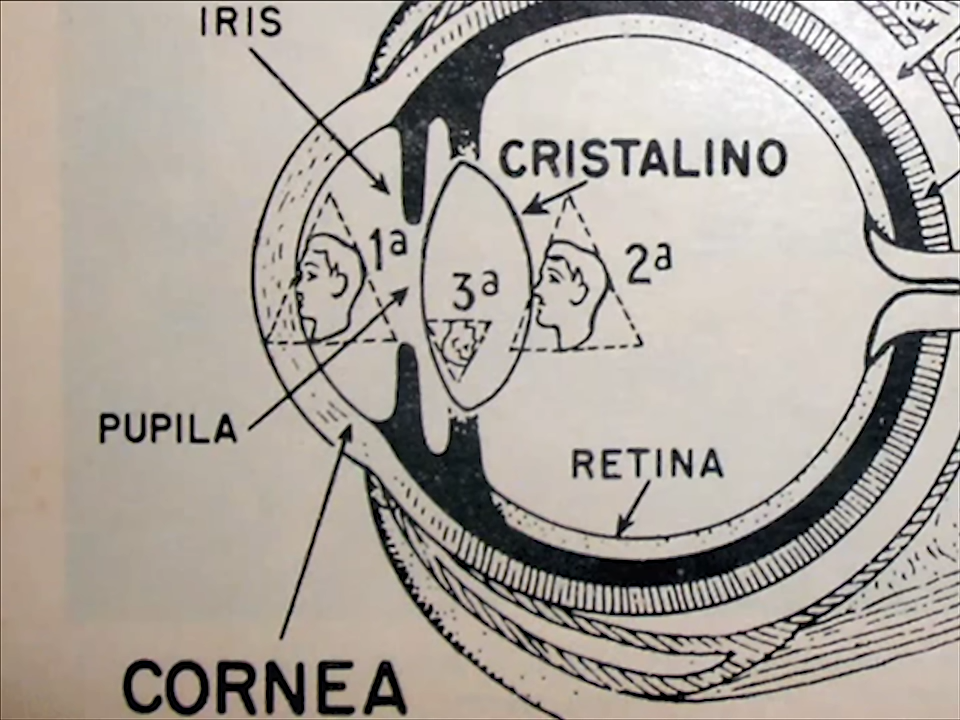 IRIS
CRISTALINO
1ª
2ª
3ª
PUPILA
RETINA
CORNEA